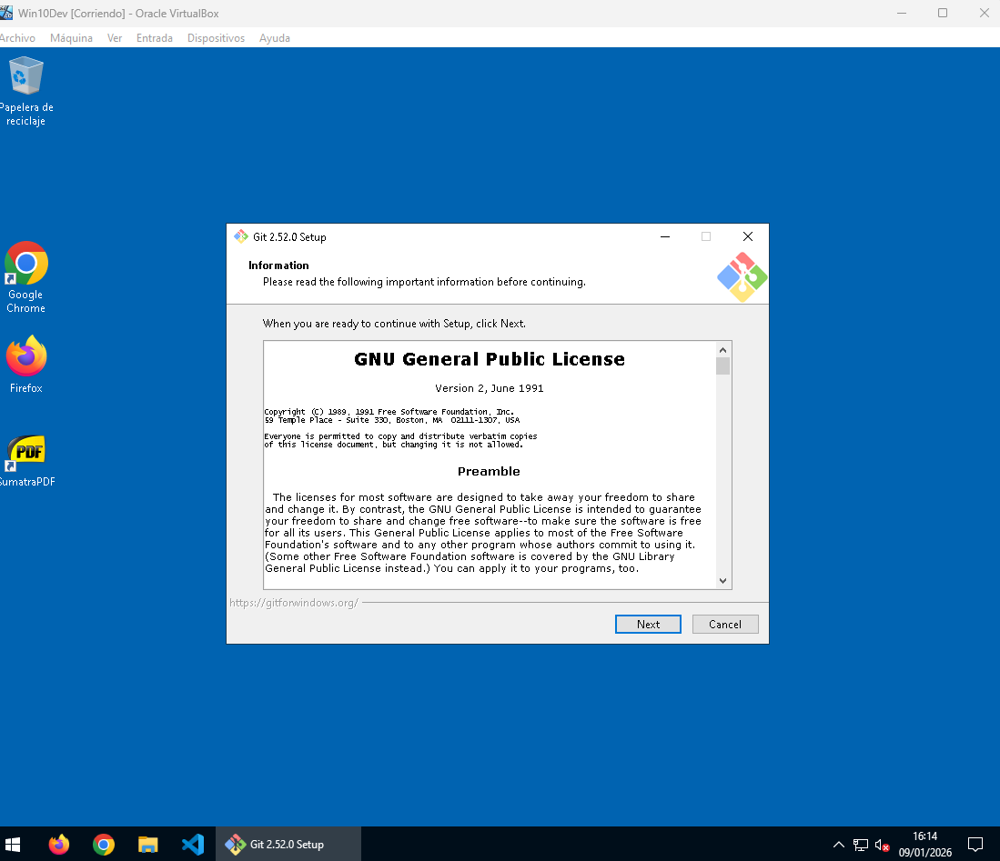 Win10Dev [Corriendo] - Oracle VirtualBox
Archivo Máquina Ver Entrada Dispositivos Ayuda
Papelera de
reciclaje
Google
Chrome
Firefox
PDF
SumatraPDF
Git 2.52.0 Setup
Information
Please read the following important information before continuing.
When you are ready to continue with Setup, click Next.
GNU General Public License
Version 2, June 1991
Copyright (C) 1989, 1991 Free Software Foundation, Inc.
59 Temple Place - Suite 330, Boston, MA  02111-1307, USA
Everyone is permitted to copy and distribute verbatim copies
of this license document, but changing it is not allowed.
Preamble
The licenses for most software are designed to take away your freedom to share
and change it. By contrast, the GNU General Public License is intended to guarantee
your freedom to share and change free software--to make sure the software is free
for all its users. This General Public License applies to most of the Free Software
Foundation's software and to any other program whose authors commit to using it.
(Some other Free Software Foundation software is covered by the GNU Library
General Public License instead.) You can apply it to your programs, too.
https://gitforwindows.org/
Next Cancel
Git 2.52.0 Setup
16:14
09/01/2026